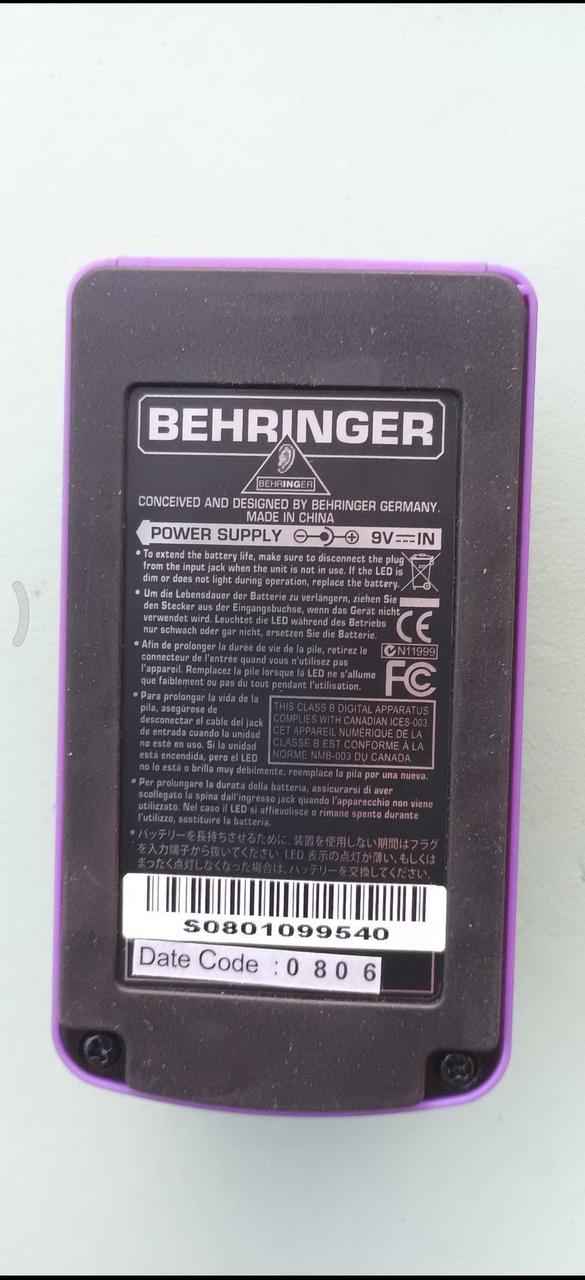 BEHRINGER
BEHRINGER
CONCEIVED AND DESIGNED BY BEHRINGER GERMANY.
MADE IN CHINA
POWER SUPPLY 9V IN
• To extend the battery life, make sure to disconnect the plug
from the input jack when the unit is not in use. If the LED is
dim or does not light during operation, replace the battery.
• Um die Lebensdauer der Batterie zu verlängern, ziehen Sie
den Stecker aus der Eingangsbuchse, wenn das Gerät nicht
verwendet wird. Leuchtet die LED während des Betriebs
nur schwach oder gar nicht, ersetzen Sie die Batterie.
CE
N11999
FC
• Afin de prolonger la durée de vie de la pile, retirez le
connecteur de l'entrée quand vous n'utilizez pas
l'appareil. Remplacez la pile lorsque la LED ne s'allume
que faiblement ou pas du tout pendant l'utilisation.
• Para prolongar la vida de la
pila, asegúrese de
desconectar el cable del jack
de entrada cuando la unidad
no esté en uso. Si la unidad
está encendida, pero el LED
no lo está o brilla muy débilmente, reemplace la pila por una nueva.
THIS CLASS B DIGITAL APPARATUS
COMPLIES WITH CANADIAN ICES-003
CET APPAREIL NUMÉRIQUE DE LA
CLASSE B EST CONFORME À LA
NORME NMB-003 DU CANADA
• Per prolungare la durata della batteria, assicurarsi di aver
scollegato la spina dall'ingresso jack quando l'apparecchio non viene
utilizzato. Nel caso il LED si affievolisce o rimane spento durante
l'utilizzo, sostituire la batteria.
• バッテリーを長持ちさせるために、装置を使用しない期間はフラグ
を入力端子から抜いてください。LED 表示の点灯が薄い、もしくは
まったく点灯しなくなった場合は、バッテリーを交換してください。
S0801099540
Date Code : 0 8 0 6